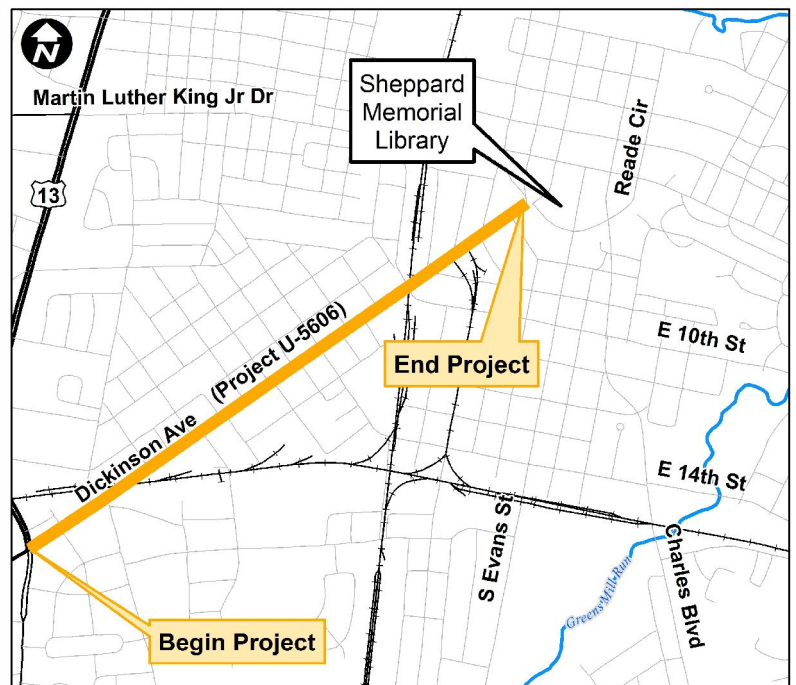 N
Martin Luther King Jr Dr
Sheppard
Memorial
Library
Reade Cir
13
Dickinson Ave (Project U-5606)
E 10th St
End Project
E 14th St
S Evans St
Charles Blvd
Greens Mill Run
Begin Project